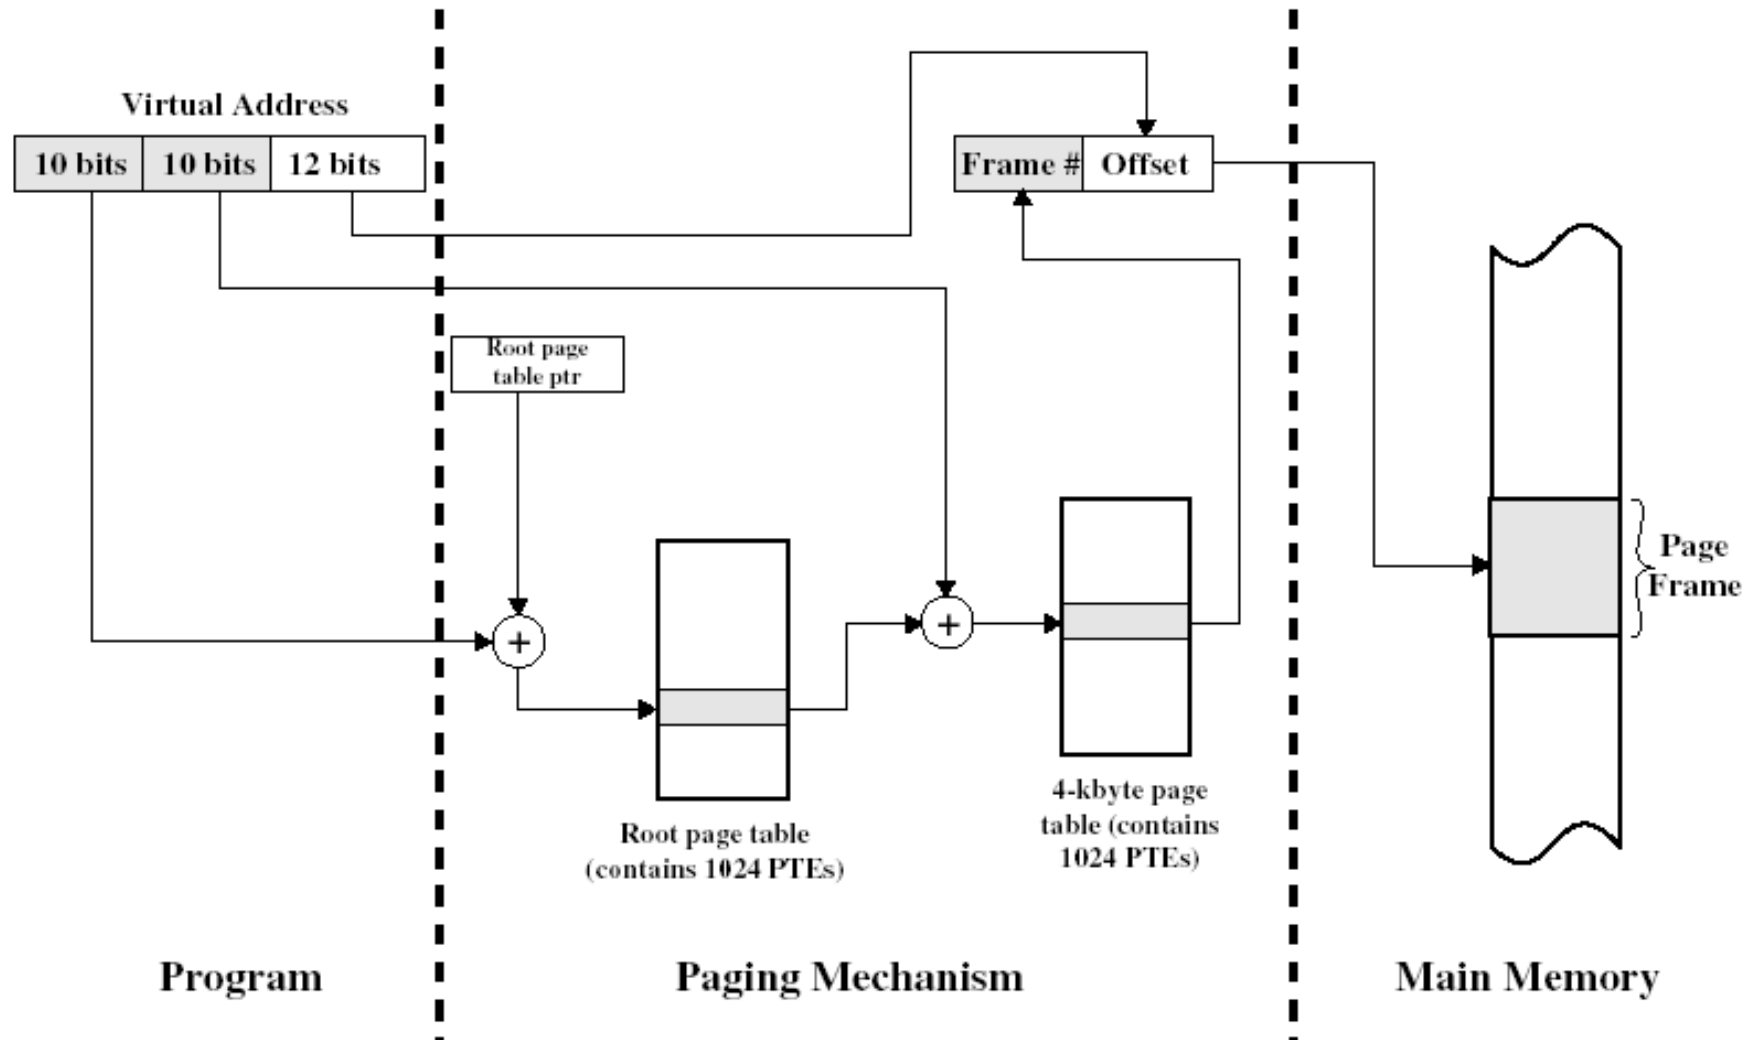 Virtual Address
10 bits 10 bits 12 bits
Frame # Offset
Root page
table ptr
+
+
Page
Frame
4-kbyte page
table (contains
1024 PTEs)
Root page table
(contains 1024 PTEs)
Program
Paging Mechanism
Main Memory